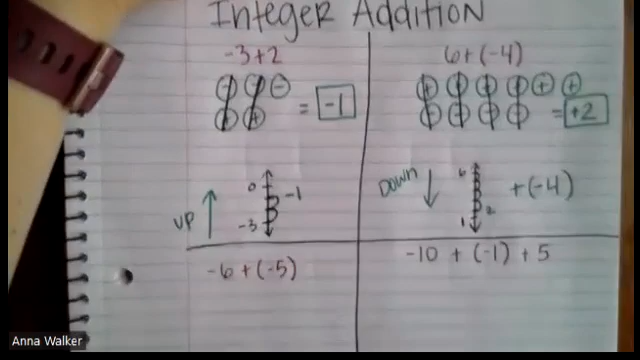 Integer Addition
-3+2
6+(-4)
= -1
= +2
UP
0
-1
-3
DOWN
6
2
1
+(-4)
-6+(-5)
-10 + (-1) + 5
Anna Walker